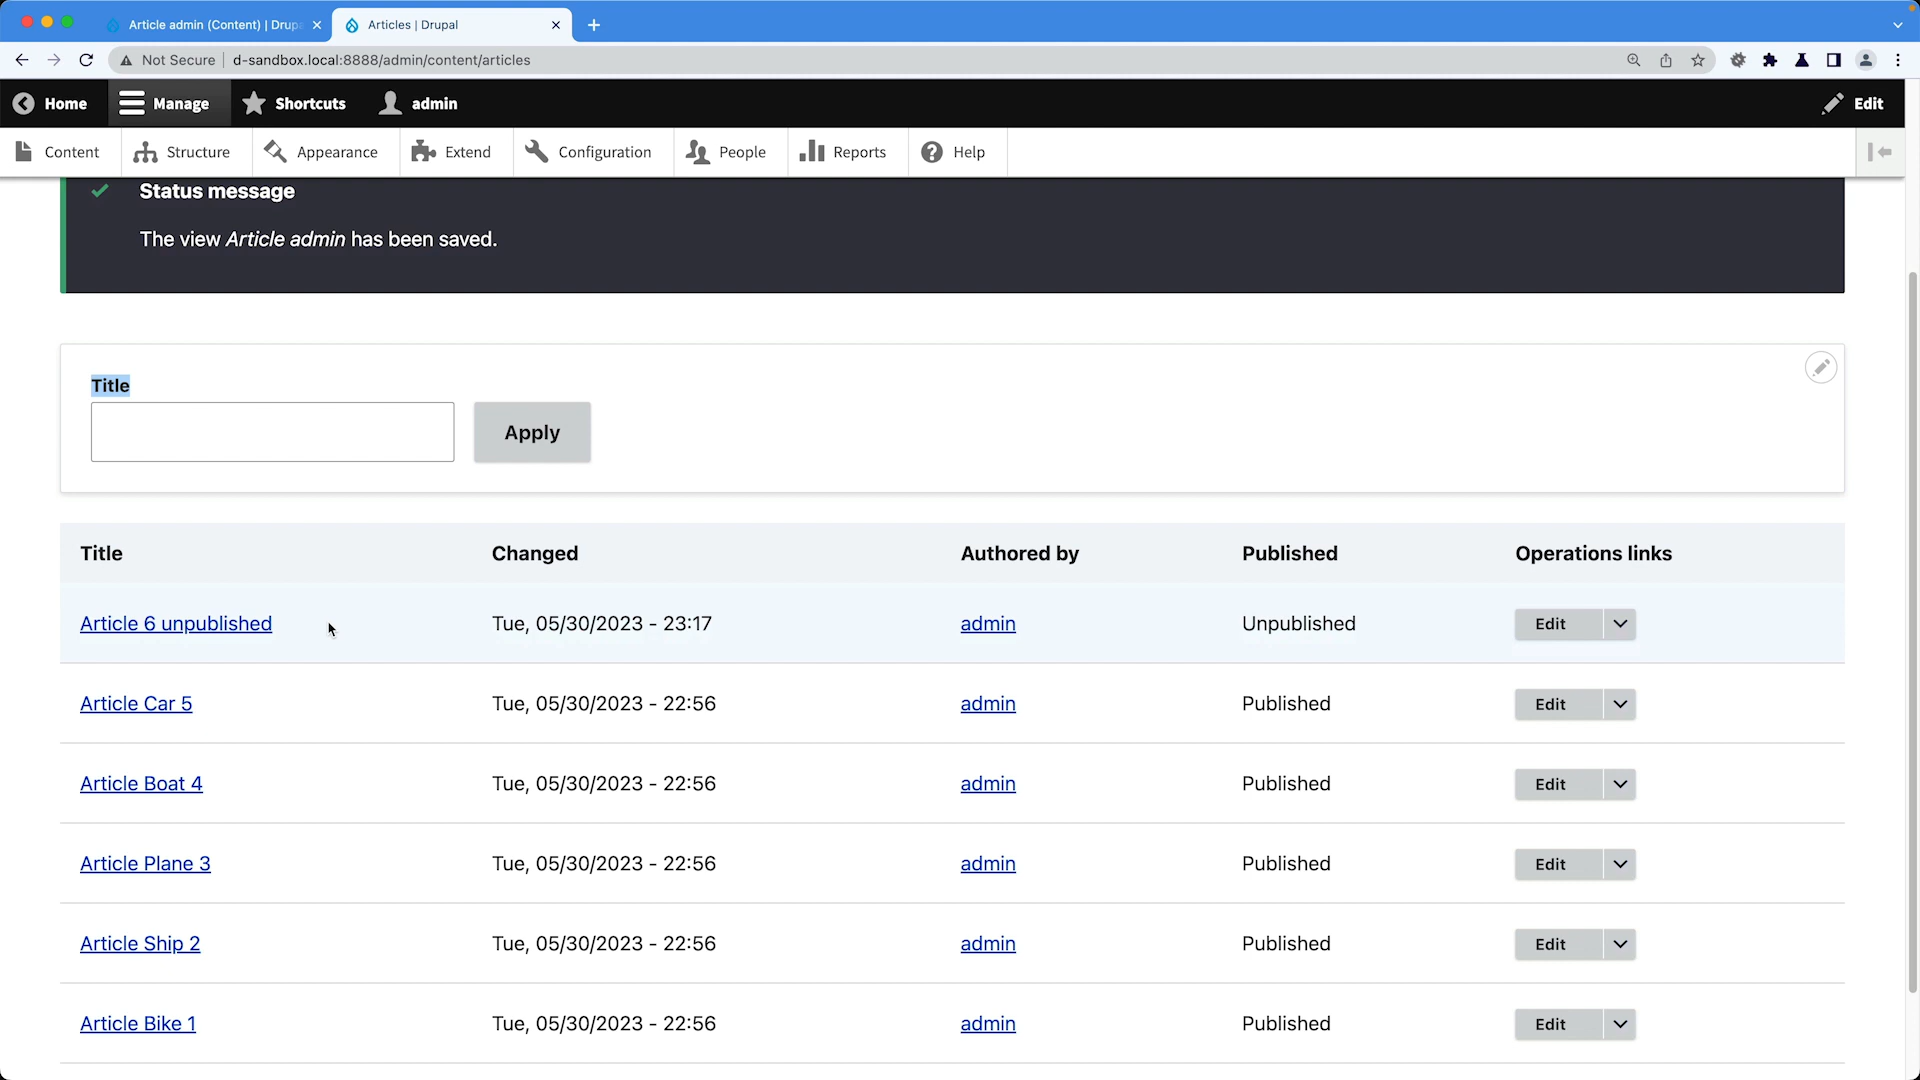 Article admin (Content) | Drup
Articles | Drupal
Not Secure
d-sandbox.local:8888/admin/content/articles
Home
Manage
Shortcuts
admin
Edit
Content
Structure
Appearance
Extend
Configuration
People
Reports
Help
Status message
The view Article admin has been saved.
Title
Apply
Title Changed Authored by Published Operations links
Article 6 unpublished Tue, 05/30/2023 - 23:17 admin Unpublished Edit
Article Car 5 Tue, 05/30/2023 - 22:56 admin Published Edit
Article Boat 4 Tue, 05/30/2023 - 22:56 admin Published Edit
Article Plane 3 Tue, 05/30/2023 - 22:56 admin Published Edit
Article Ship 2 Tue, 05/30/2023 - 22:56 admin Published Edit
Article Bike 1 Tue, 05/30/2023 - 22:56 admin Published Edit